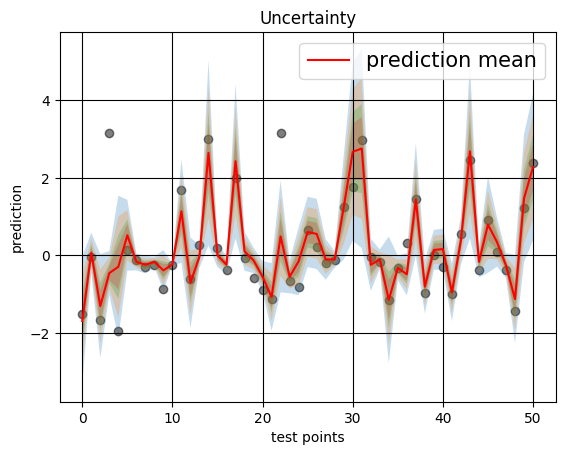 Uncertainty
prediction mean
prediction
4
2
0
−2
0 10 20 30 40 50
test points